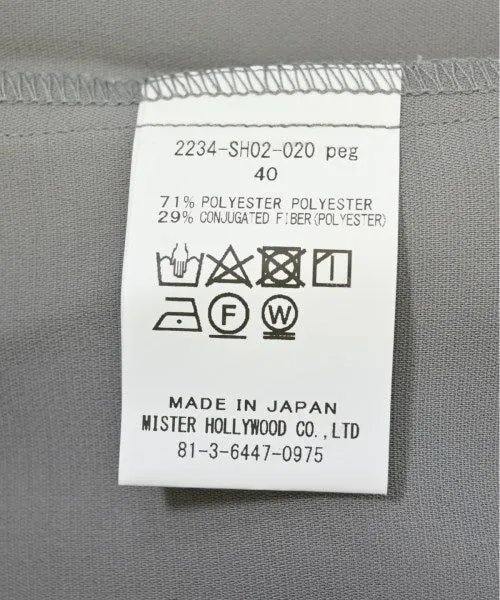 2234-SH02-020 peg
40
71% POLYESTER POLYESTER
29% CONJUGATED FIBER(POLYESTER)
F W
MADE IN JAPAN
MISTER HOLLYWOOD CO.,LTD
81-3-6447-0975